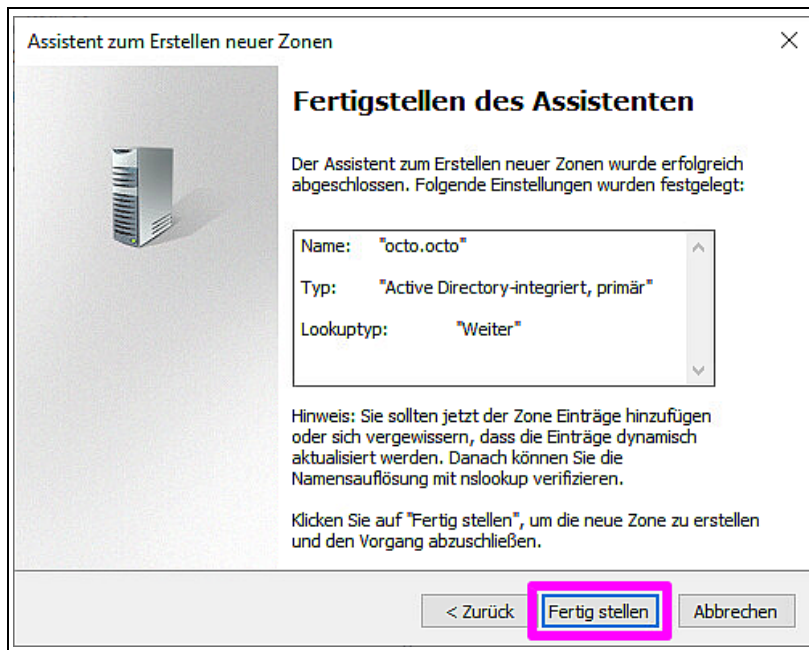 Assistent zum Erstellen neuer Zonen
Fertigstellen des Assistenten
Der Assistent zum Erstellen neuer Zonen wurde erfolgreich
abgeschlossen. Folgende Einstellungen wurden festgelegt:
Name: "octo.octo"
Typ: "Active Directory-integriert, primär"
Lookuptyp: "Weiter"
Hinweis: Sie sollten jetzt der Zone Einträge hinzufügen
oder sich vergewissern, dass die Einträge dynamisch
aktualisiert werden. Danach können Sie die
Namensauflösung mit nslookup verifizieren.
Klicken Sie auf "Fertig stellen", um die neue Zone zu erstellen
und den Vorgang abzuschließen.
< Zurück Fertig stellen Abbrechen